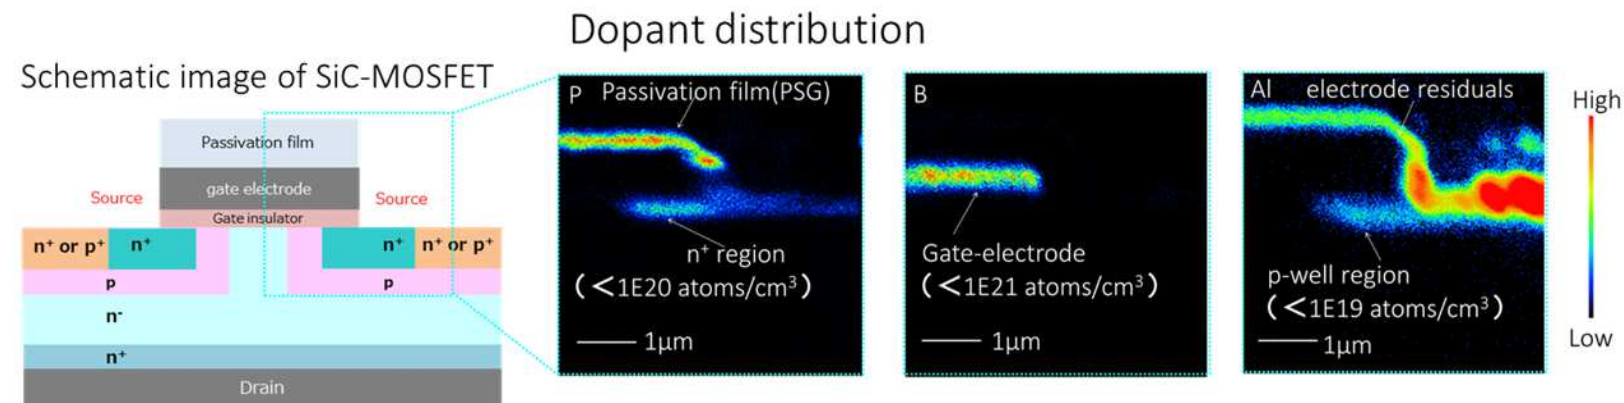 Dopant distribution
Schematic image of SiC-MOSFET
Passivation film
gate electrode
Source
Source
Gate insulator
n⁺ or p⁺
n⁺
n⁺
n⁺ or p⁺
p
p
n⁻
n⁺
Drain
P
Passivation film(PSG)
n⁺ region
(<1E20 atoms/cm³)
1μm
B
Gate-electrode
(<1E21 atoms/cm³)
1μm
Al
electrode residuals
p-well region
(<1E19 atoms/cm³)
1μm
High
Low